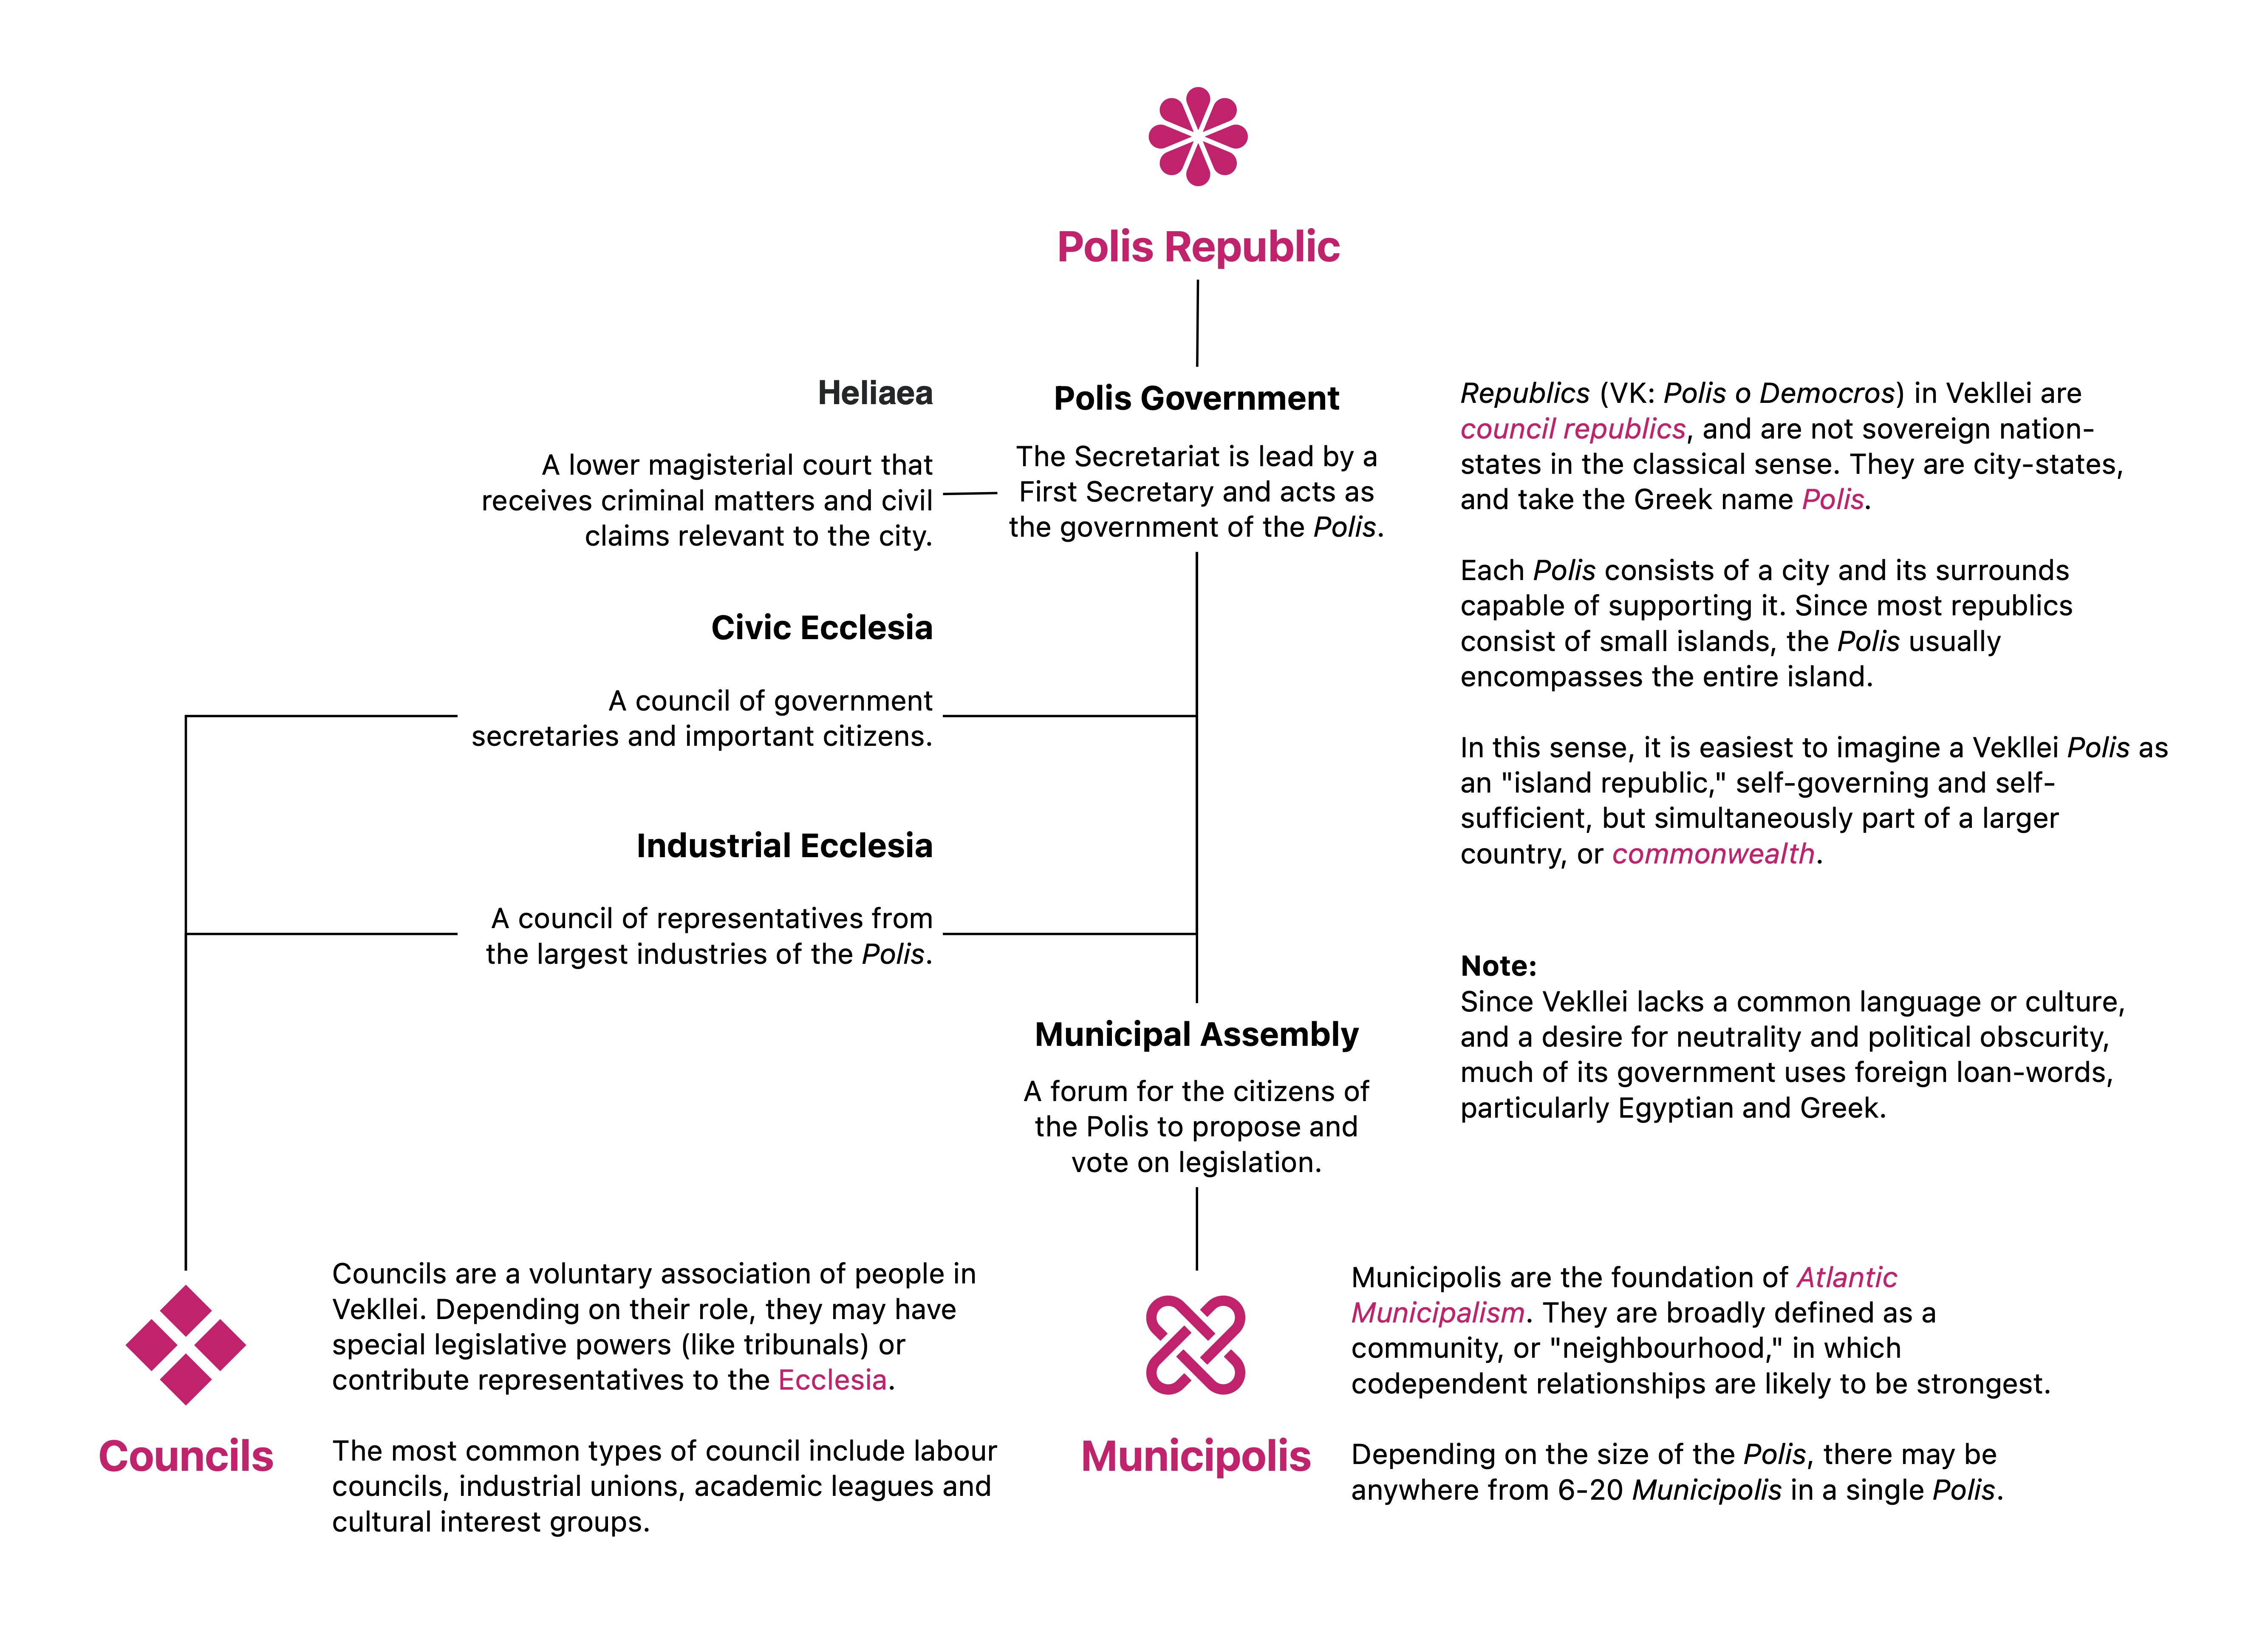 Polis Republic
Heliaea
A lower magisterial court that
receives criminal matters and civil
claims relevant to the city.
Polis Government
The Secretariat is lead by a
First Secretary and acts as
the government of the Polis.
Republics (VK: Polis o Democros) in Vekllei are
council republics, and are not sovereign nation-
states in the classical sense. They are city-states,
and take the Greek name Polis.
Each Polis consists of a city and its surrounds
capable of supporting it. Since most republics
consist of small islands, the Polis usually
encompasses the entire island.
In this sense, it is easiest to imagine a Vekllei Polis as
an "island republic," self-governing and self-
sufficient, but simultaneously part of a larger
country, or commonwealth.
Civic Ecclesia
A council of government
secretaries and important citizens.
Industrial Ecclesia
A council of representatives from
the largest industries of the Polis.
Note:
Since Vekllei lacks a common language or culture,
and a desire for neutrality and political obscurity,
much of its government uses foreign loan-words,
particularly Egyptian and Greek.
Municipal Assembly
A forum for the citizens of
the Polis to propose and
vote on legislation.
Councils
Councils are a voluntary association of people in
Vekllei. Depending on their role, they may have
special legislative powers (like tribunals) or
contribute representatives to the Ecclesia.
The most common types of council include labour
councils, industrial unions, academic leagues and
cultural interest groups.
Municipolis
Municipolis are the foundation of Atlantic
Municipalism. They are broadly defined as a
community, or "neighbourhood," in which
codependent relationships are likely to be strongest.
Depending on the size of the Polis, there may be
anywhere from 6-20 Municipolis in a single Polis.